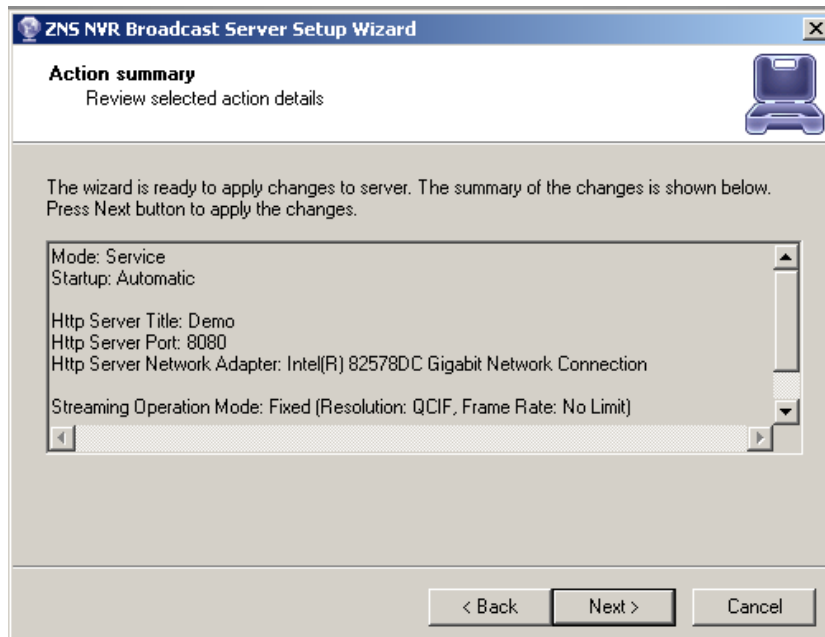 ZNS NVR Broadcast Server Setup Wizard
Action summary
Review selected action details
The wizard is ready to apply changes to server. The summary of the changes is shown below.
Press Next button to apply the changes.
Mode: Service
Startup: Automatic
Http Server Title: Demo
Http Server Port: 8080
Http Server Network Adapter: Intel(R) 82578DC Gigabit Network Connection
Streaming Operation Mode: Fixed (Resolution: QCIF, Frame Rate: No Limit)
< Back Next > Cancel